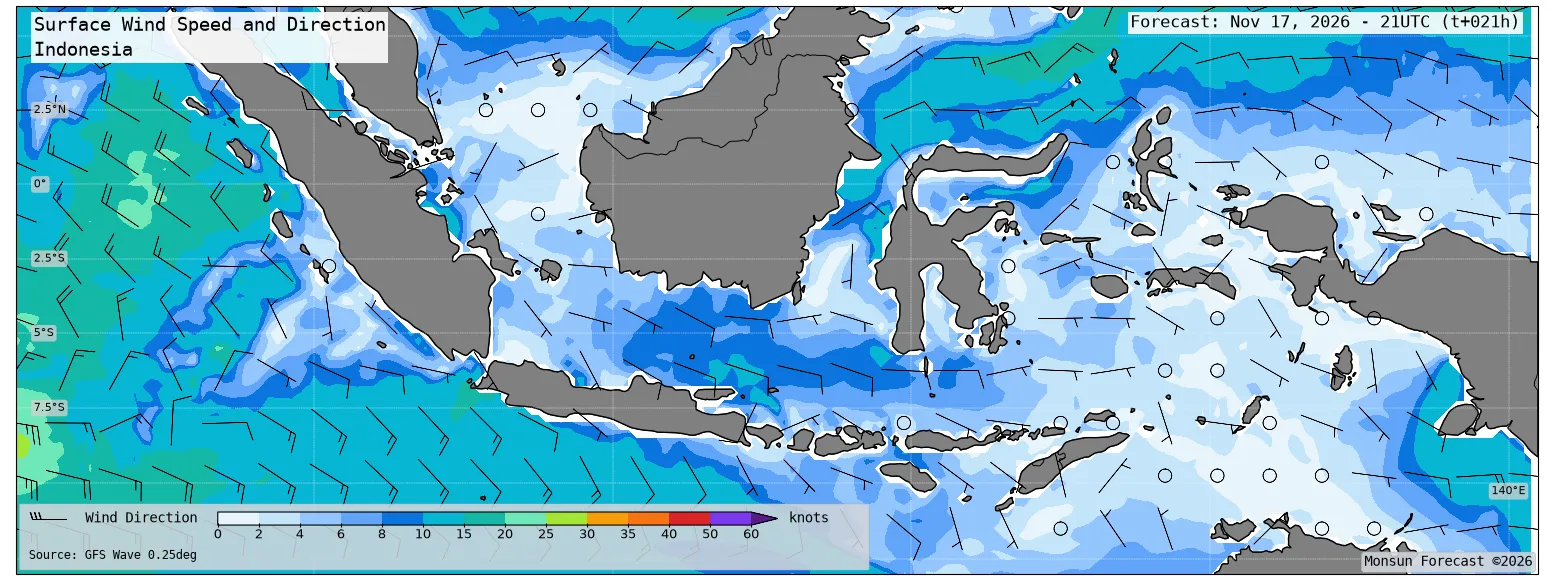 Surface Wind Speed and Direction
Indonesia
Forecast: Nov 17, 2026 - 21UTC (t+021h)
2.5°N
0°
2.5°S
5°S
7.5°S
140°E
Wind Direction
knots
0 2 4 6 8 10 15 20 25 30 35 40 50 60
Source: GFS Wave 0.25deg
Monsun Forecast ©2026